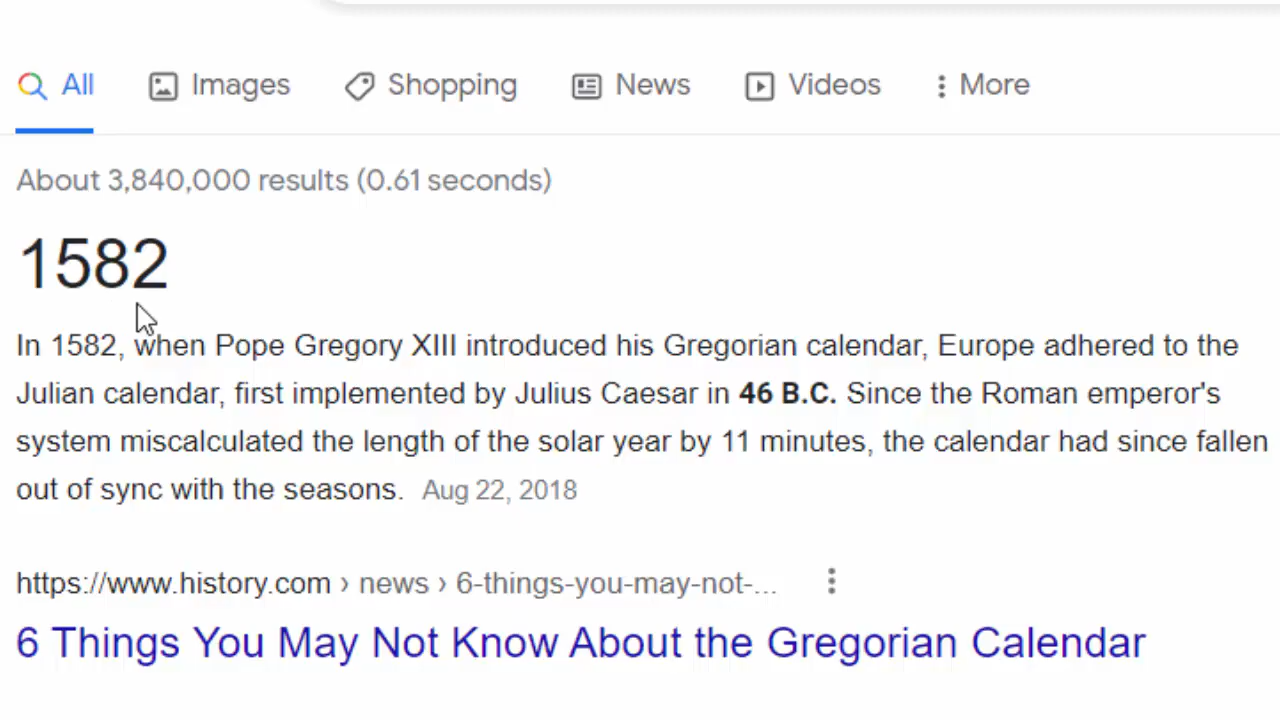 All Images Shopping News Videos More
About 3,840,000 results (0.61 seconds)
1582
In 1582, when Pope Gregory XIII introduced his Gregorian calendar, Europe adhered to the
Julian calendar, first implemented by Julius Caesar in 46 B.C. Since the Roman emperor's
system miscalculated the length of the solar year by 11 minutes, the calendar had since fallen
out of sync with the seasons. Aug 22, 2018
https://www.history.com › news › 6-things-you-may-not-...
6 Things You May Not Know About the Gregorian Calendar